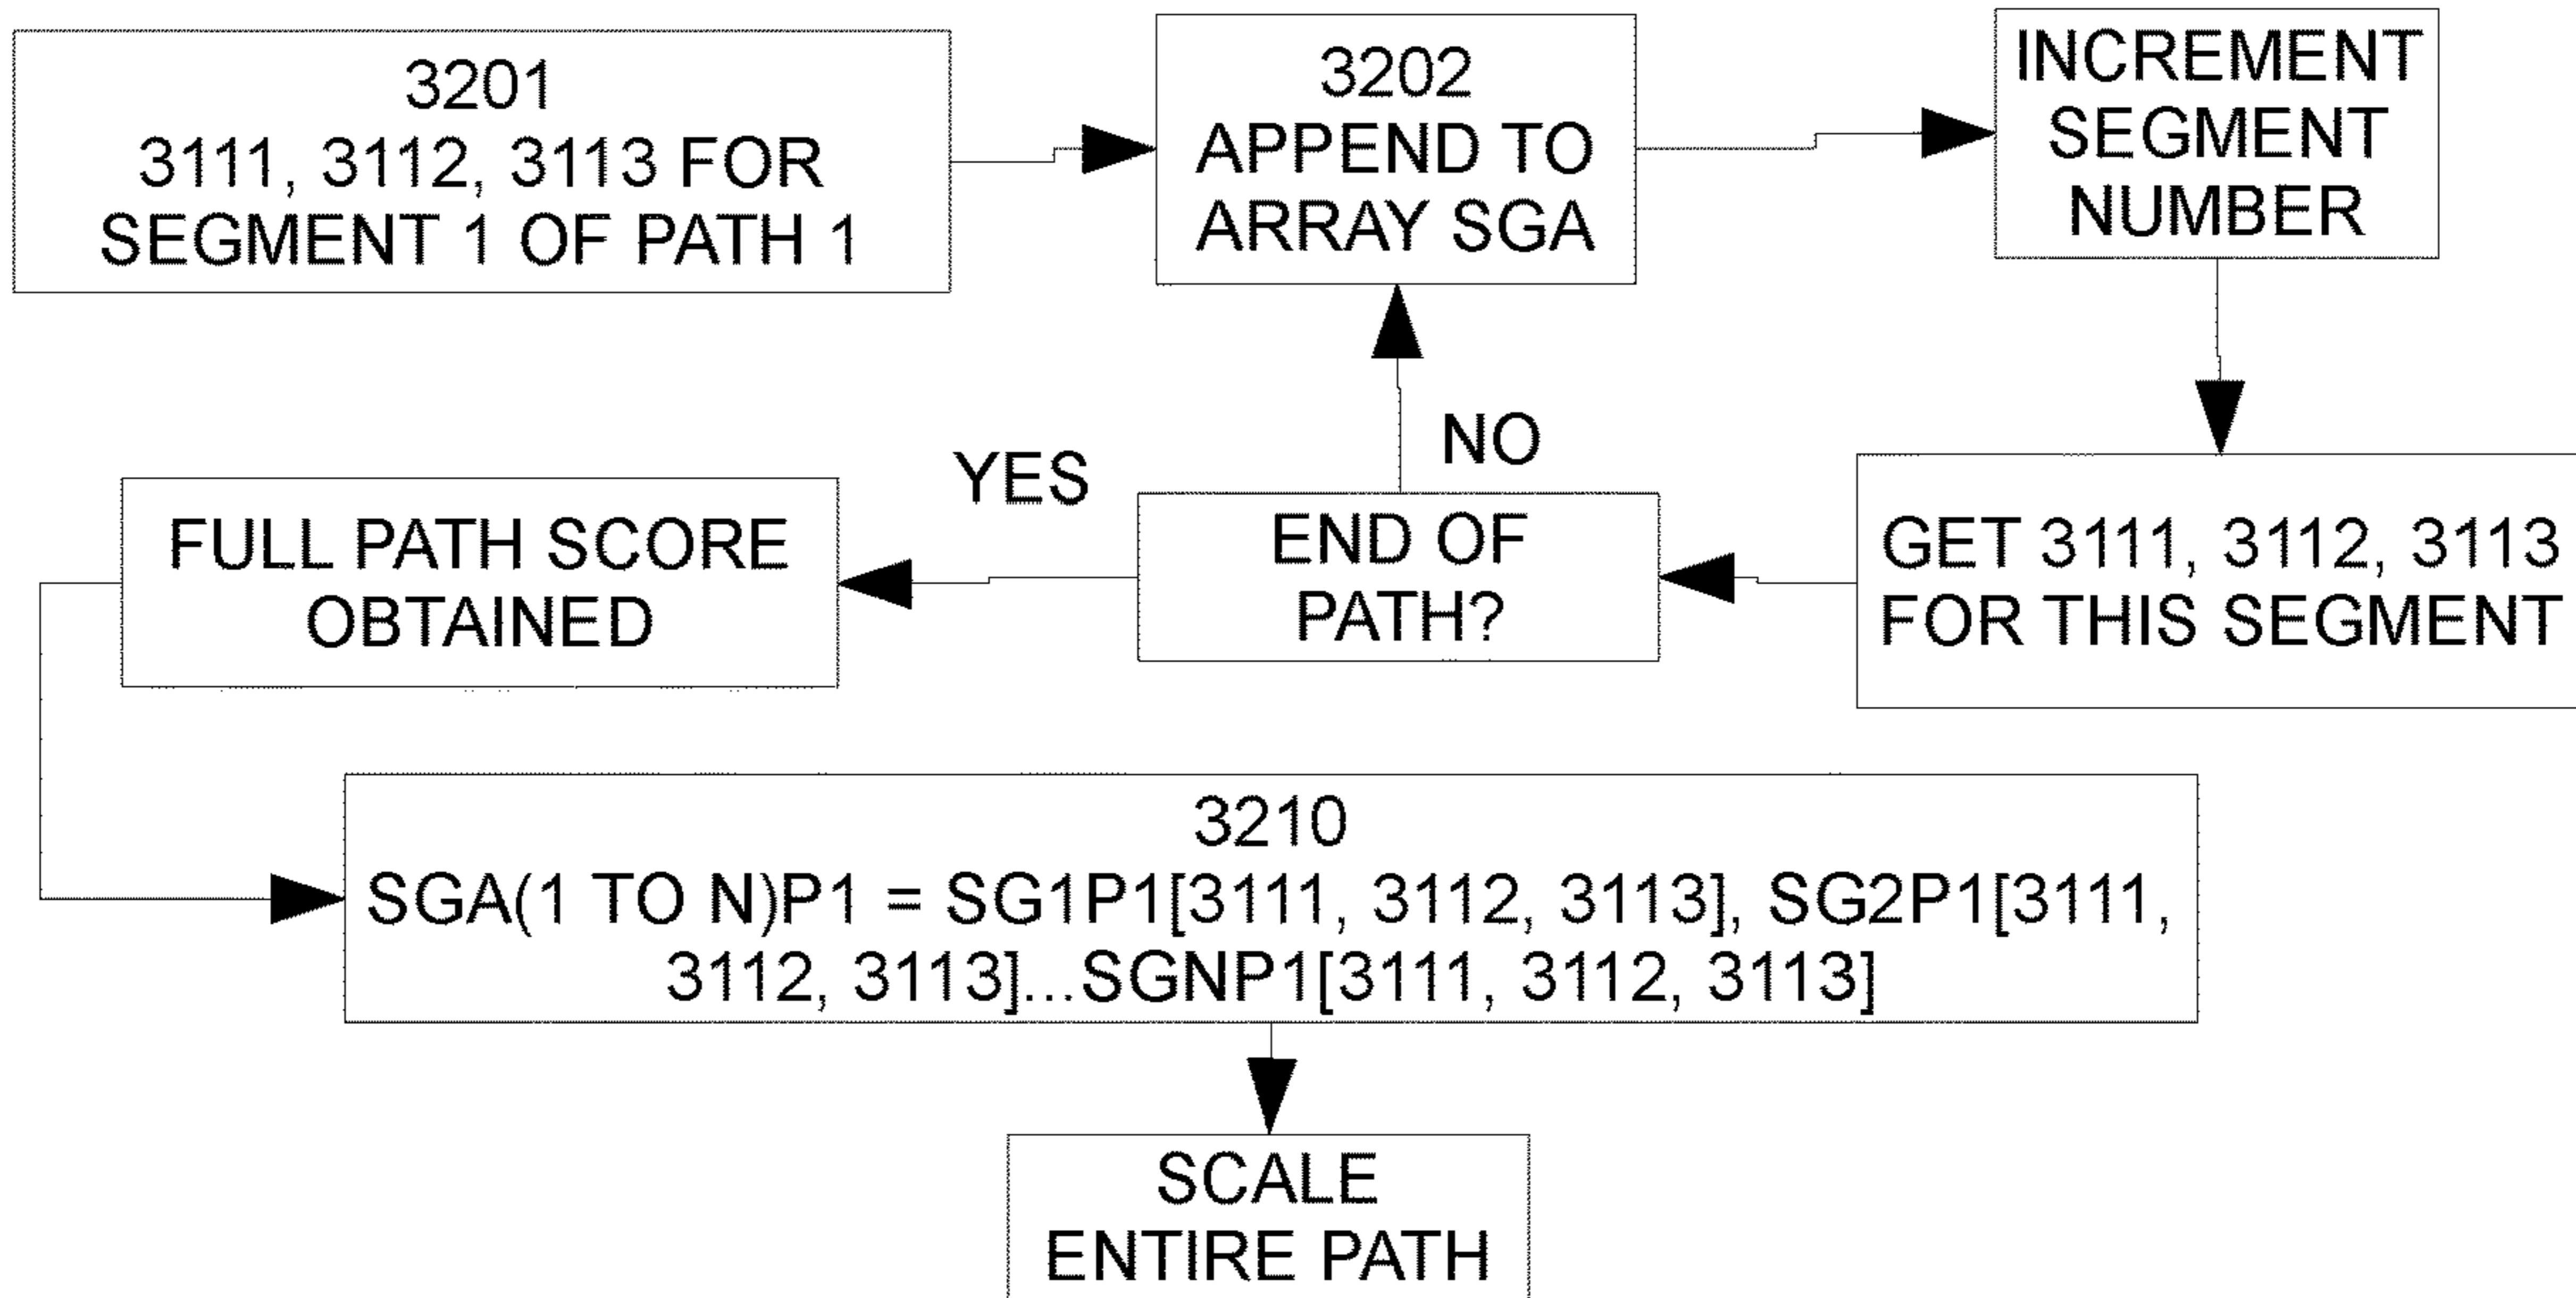 3201
3111, 3112, 3113 FOR
SEGMENT 1 OF PATH 1
3202
APPEND TO
ARRAY SGA
INCREMENT
SEGMENT
NUMBER
GET 3111, 3112, 3113
FOR THIS SEGMENT
END OF
PATH?
NO
YES
FULL PATH SCORE
OBTAINED
3210
SGA(1 TO N)P1 = SG1P1[3111, 3112, 3113], SG2P1[3111,
3112, 3113]...SGNP1[3111, 3112, 3113]
SCALE
ENTIRE PATH